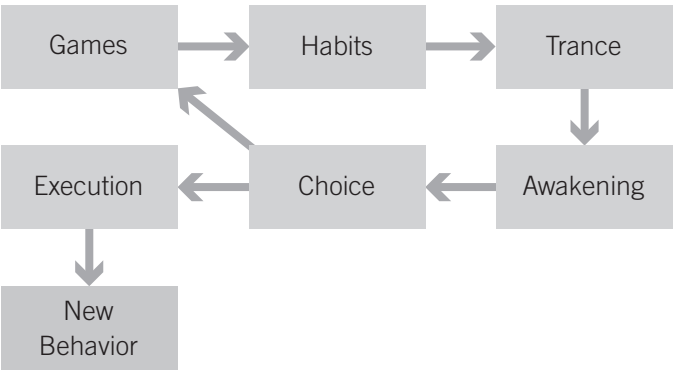 Games
Habits
Trance
Execution
Choice
Awakening
New
Behavior